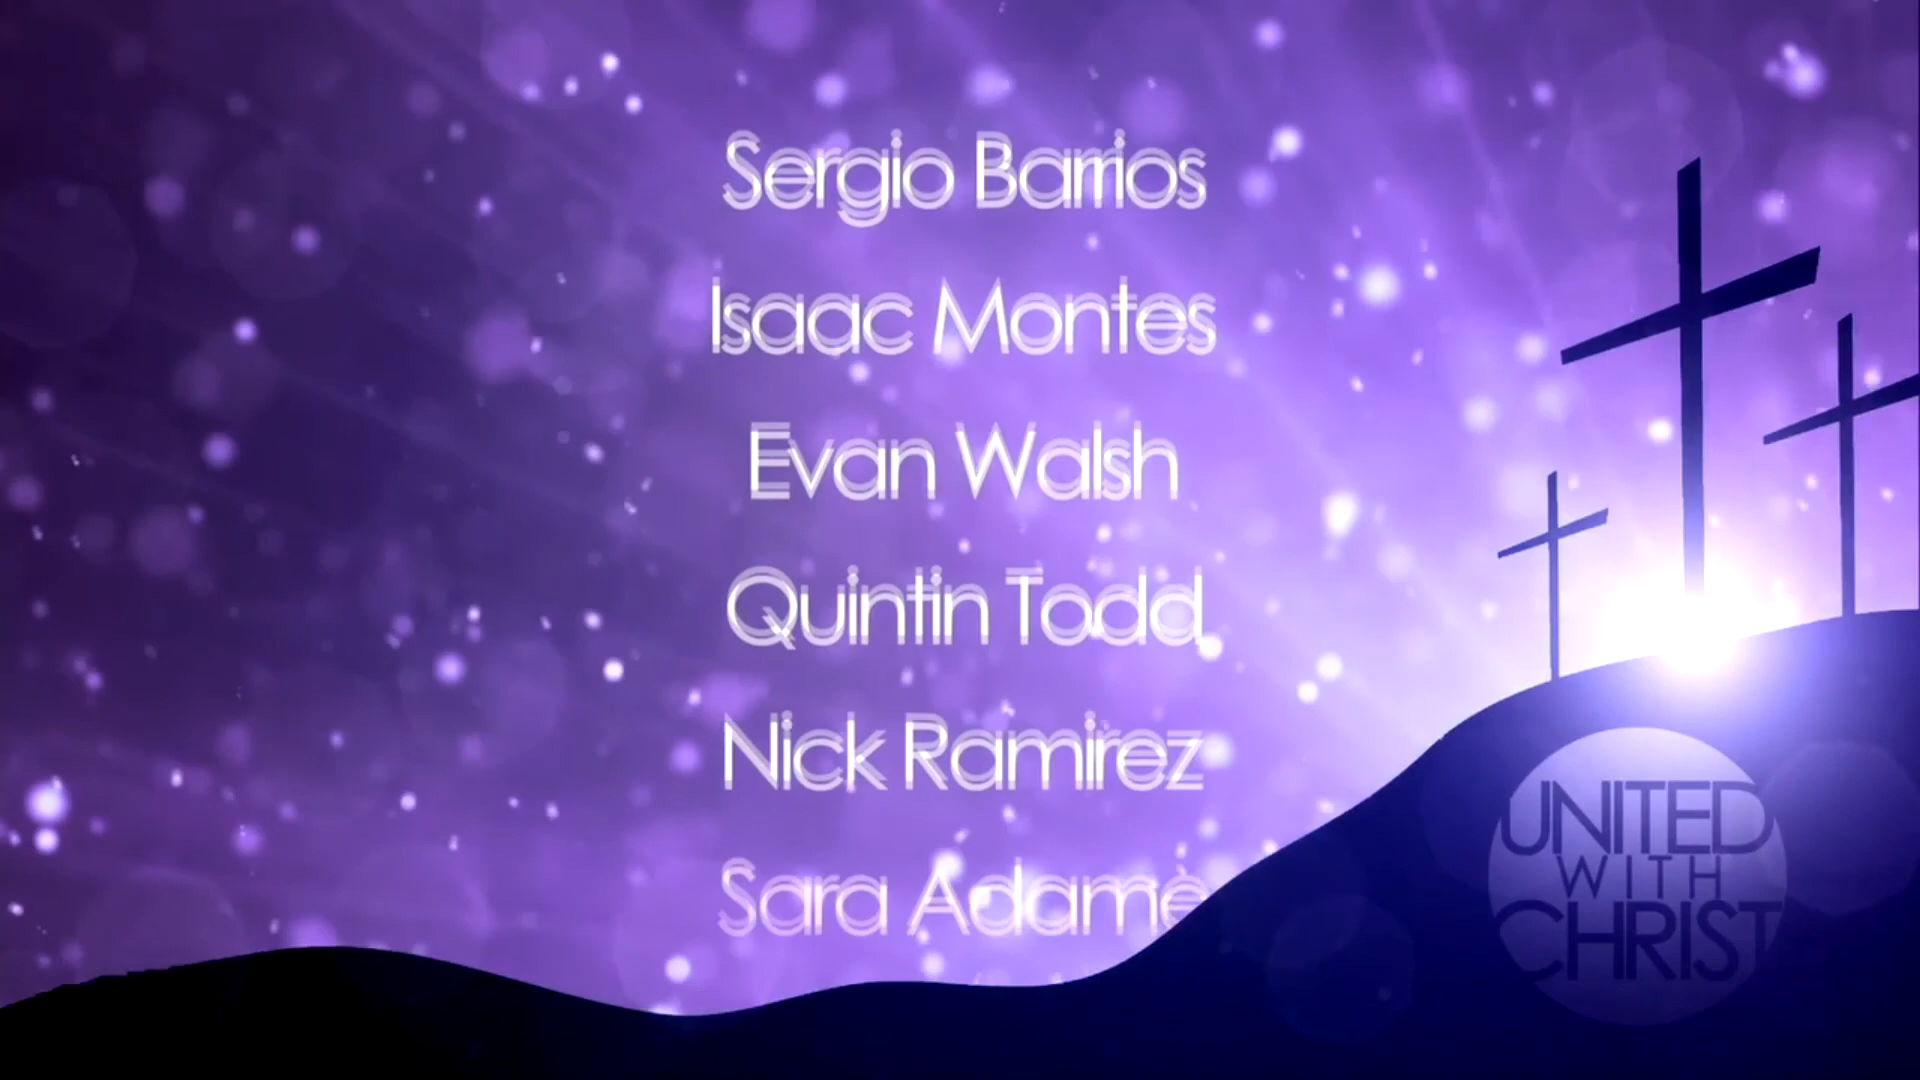 Sergio Barrios
Isaac Montes
Evan Walsh
Quintin Todd
Nick Ramirez
Sara Adame
UNITED
WITH
CHRIST